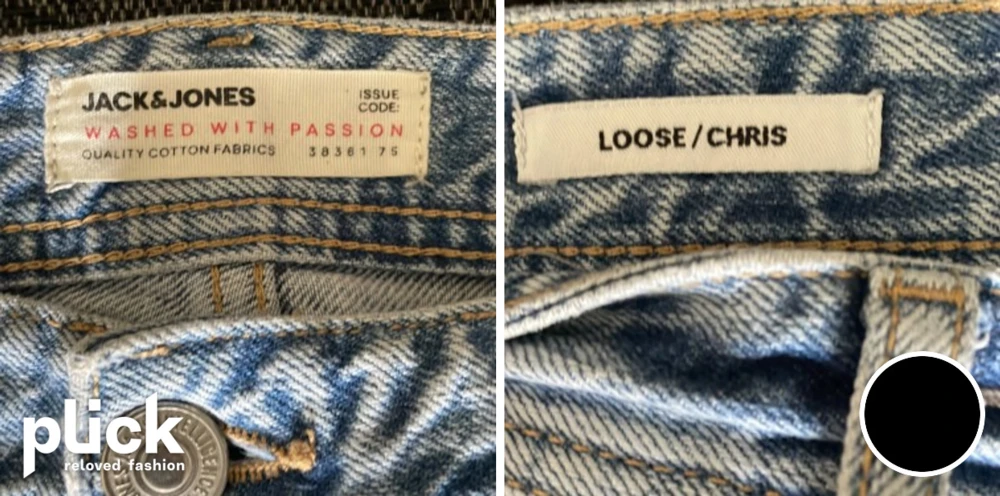 JACK&JONES
ISSUE
CODE:
WASHED WITH PASSION
QUALITY COTTON FABRICS 38361 75
LOOSE / CHRIS
plick
reloved fashion